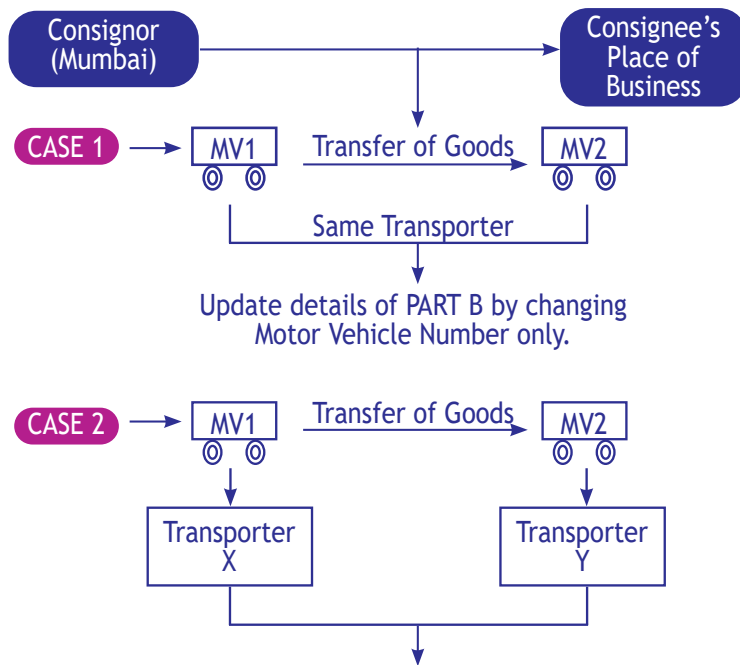 Consignor
(Mumbai)
Consignee’s
Place of
Business
CASE 1
MV1
Transfer of Goods
MV2
Same Transporter
Update details of PART B by changing
Motor Vehicle Number only.
CASE 2
MV1
Transfer of Goods
MV2
Transporter
X
Transporter
Y